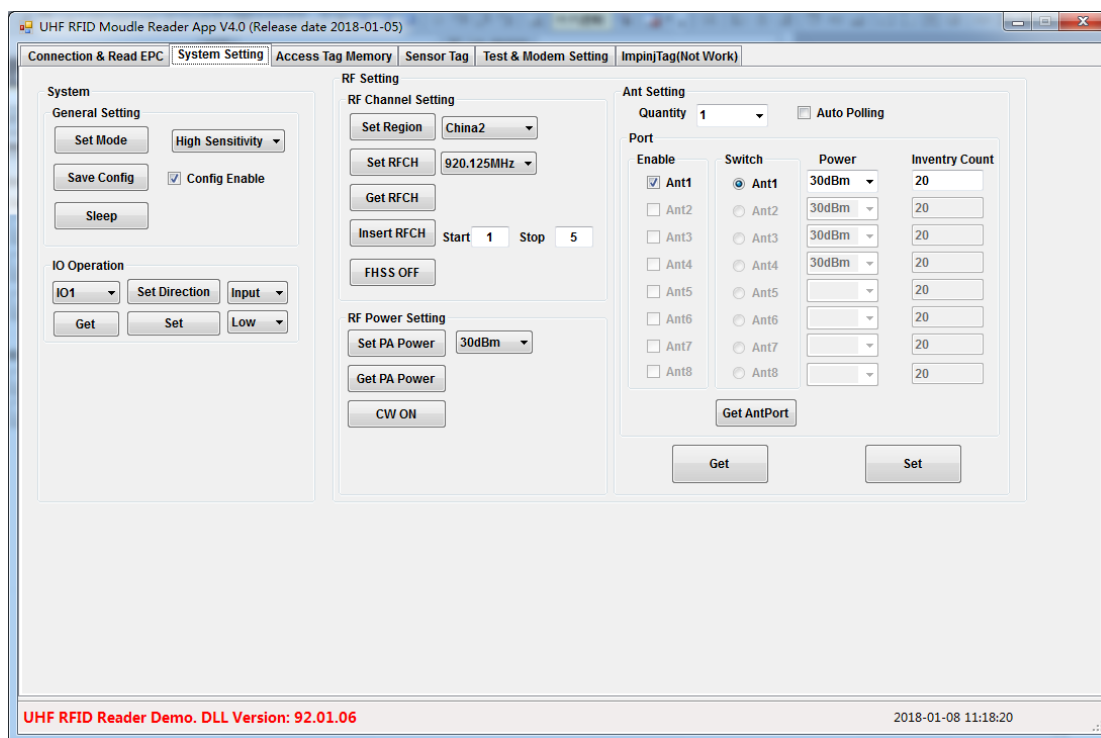 UHF RFID Moudle Reader App V4.0 (Release date 2018-01-05)
Connection & Read EPC System Setting Access Tag Memory Sensor Tag Test & Modem Setting ImpinjTag(Not Work)
System
General Setting
Set Mode High Sensitivity
Save Config Config Enable
Sleep
IO Operation
IO1 Set Direction Input
Get Set Low
RF Setting
RF Channel Setting
Set Region China2
Set RFCH 920.125MHz
Get RFCH
Insert RFCH Start 1 Stop 5
FHSS OFF
RF Power Setting
Set PA Power 30dBm
Get PA Power
CW ON
Ant Setting
Quantity 1 Auto Polling
Port
Enable Switch Power Inventry Count
Ant1 Ant1 30dBm 20
Ant2 Ant2 30dBm 20
Ant3 Ant3 30dBm 20
Ant4 Ant4 30dBm 20
Ant5 Ant5 20
Ant6 Ant6 20
Ant7 Ant7 20
Ant8 Ant8 20
Get AntPort
Get Set
UHF RFID Reader Demo. DLL Version: 92.01.06 2018-01-08 11:18:20